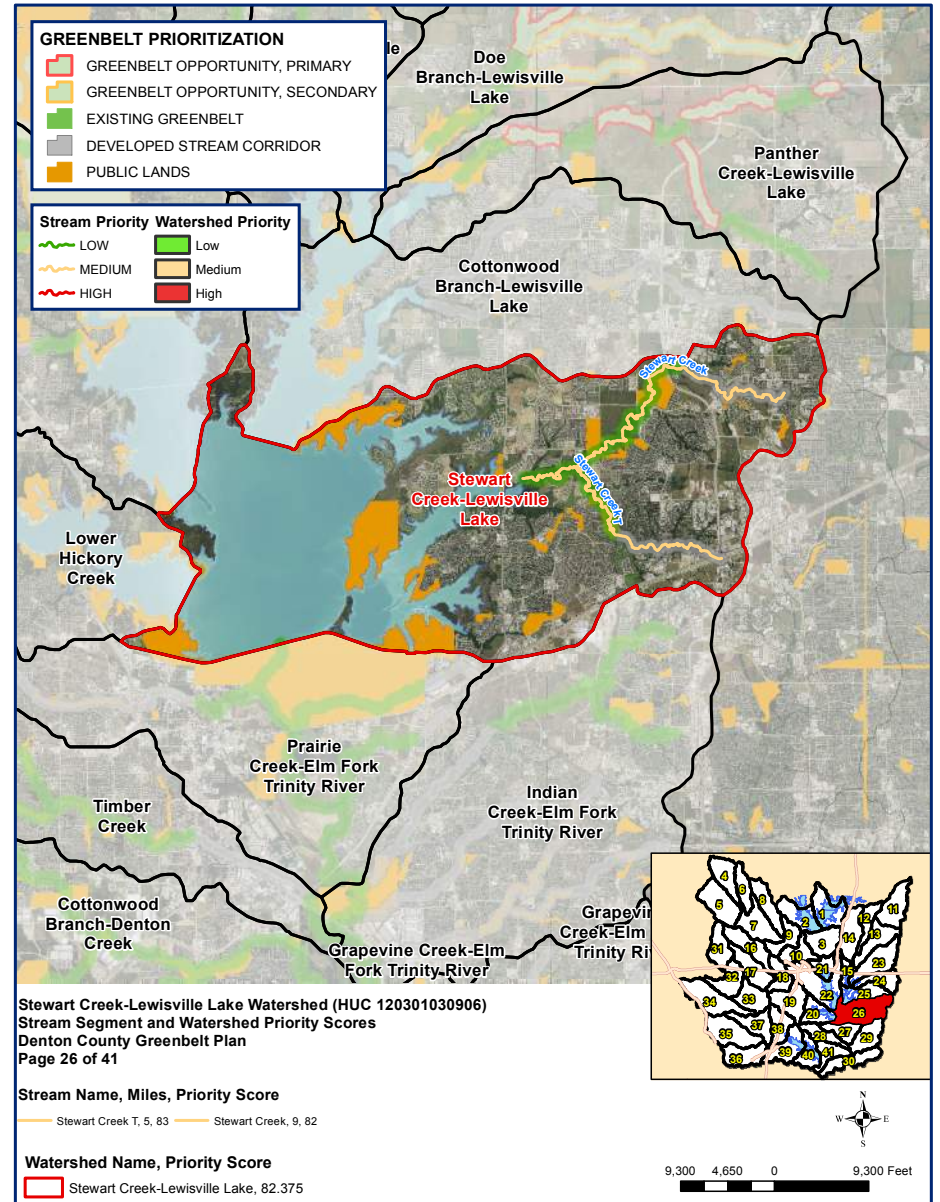 GREENBELT PRIORITIZATION
GREENBELT OPPORTUNITY, PRIMARY
GREENBELT OPPORTUNITY, SECONDARY
EXISTING GREENBELT
DEVELOPED STREAM CORRIDOR
PUBLIC LANDS
Stream Priority Watershed Priority
LOW Low
MEDIUM Medium
HIGH High
le
Doe
Branch-Lewisville
Lake
Panther
Creek-Lewisville
Lake
Cottonwood
Branch-Lewisville
Lake
Stewart Creek
Stewart
Creek-Lewisville
Lake
Stewart Creek T
Lower
Hickory
Creek
Prairie
Creek-Elm Fork
Trinity River
Timber
Creek
Indian
Creek-Elm Fork
Trinity River
Cottonwood
Branch-Denton
Creek
Grapevine Creek-Elm
Fork Trinity River
Grapevin
Creek-Elm
Trinity Ri
4
6
5
8
7
1
2
12
11
9
3
14
13
31
16
10
23
32
17
18
21
15
24
34
33
19
22
25
26
20
35
37
38
28
27
29
36
39
40
41
30
Stewart Creek-Lewisville Lake Watershed (HUC 120301030906)
Stream Segment and Watershed Priority Scores
Denton County Greenbelt Plan
Page 26 of 41
Stream Name, Miles, Priority Score
Stewart Creek T, 5, 83 Stewart Creek, 9, 82
Watershed Name, Priority Score
Stewart Creek-Lewisville Lake, 82.375
N
W E
S
9,300 4,650 0 9,300 Feet